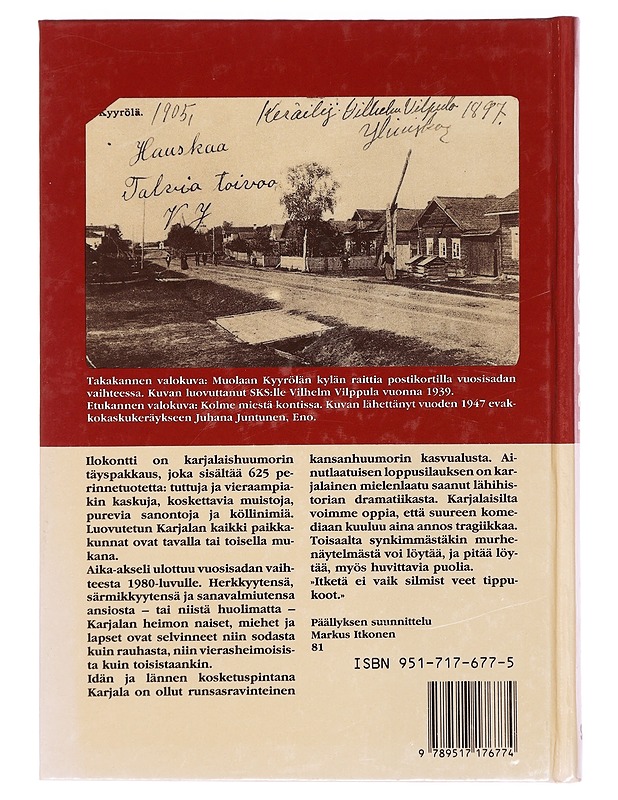 Kyyrölä. 1905,
Keräilij. Vilhelm Vilppula 1897.
Hauskaa
Talvia toivoo
V Y
Takakannen valokuva: Muolaan Kyyrölän kylän raittia postikortilla vuosisadan
vaihteessa. Kuvan luovuttanut SKS:lle Vilhelm Vilppula vuonna 1939.
Etukannen valokuva: Kolme miestä kontissa. Kuvan lähettänyt vuoden 1947 evak-
kokaskukeräykseen Juhana Juntunen, Eno.
Ilokontti on karjalaishuumorin
täyspakkaus, joka sisältää 625 pe-
rinnetuotetta: tuttuja ja vieraampia-
kin kaskuja, koskettavia muistoja,
purevia sanontoja ja köllinimiä.
Luovutetun Karjalan kaikki paikka-
kunnat ovat tavalla tai toisella mu-
kana.
Aika-akseli ulottuu vuosisadan vaih-
teesta 1980-luvulle. Herkkyytensä,
särmikkyytensä ja sanavalmiutensa
ansiosta – tai niistä huolimatta –
Karjalan heimon naiset, miehet ja
lapset ovat selvinneet niin sodasta
kuin rauhasta, niin vierasheimoisis-
ta kuin toisistaankin.
Idän ja lännen kosketuspintana
Karjala on ollut runsasravinteinen
kansanhuumorin kasvualusta. Ai-
nutlaatuisen loppusilauksen on kar-
jalainen mielenlaatu saanut lähihis-
torian dramatiikasta. Karjalaisilta
voimme oppia, että suureen kome-
diaan kuuluu aina annos tragiikkaa.
Toisaalta synkimmästäkin murhe-
näytelmästä voi löytää, ja pitää löy-
tää, myös huvittavia puolia.
»Itketä ei vaik silmist veet tippu-
koot.»
Päällyksen suunnittelu
Markus Itkonen
81
ISBN 951-717-677-5
9 789517 176774